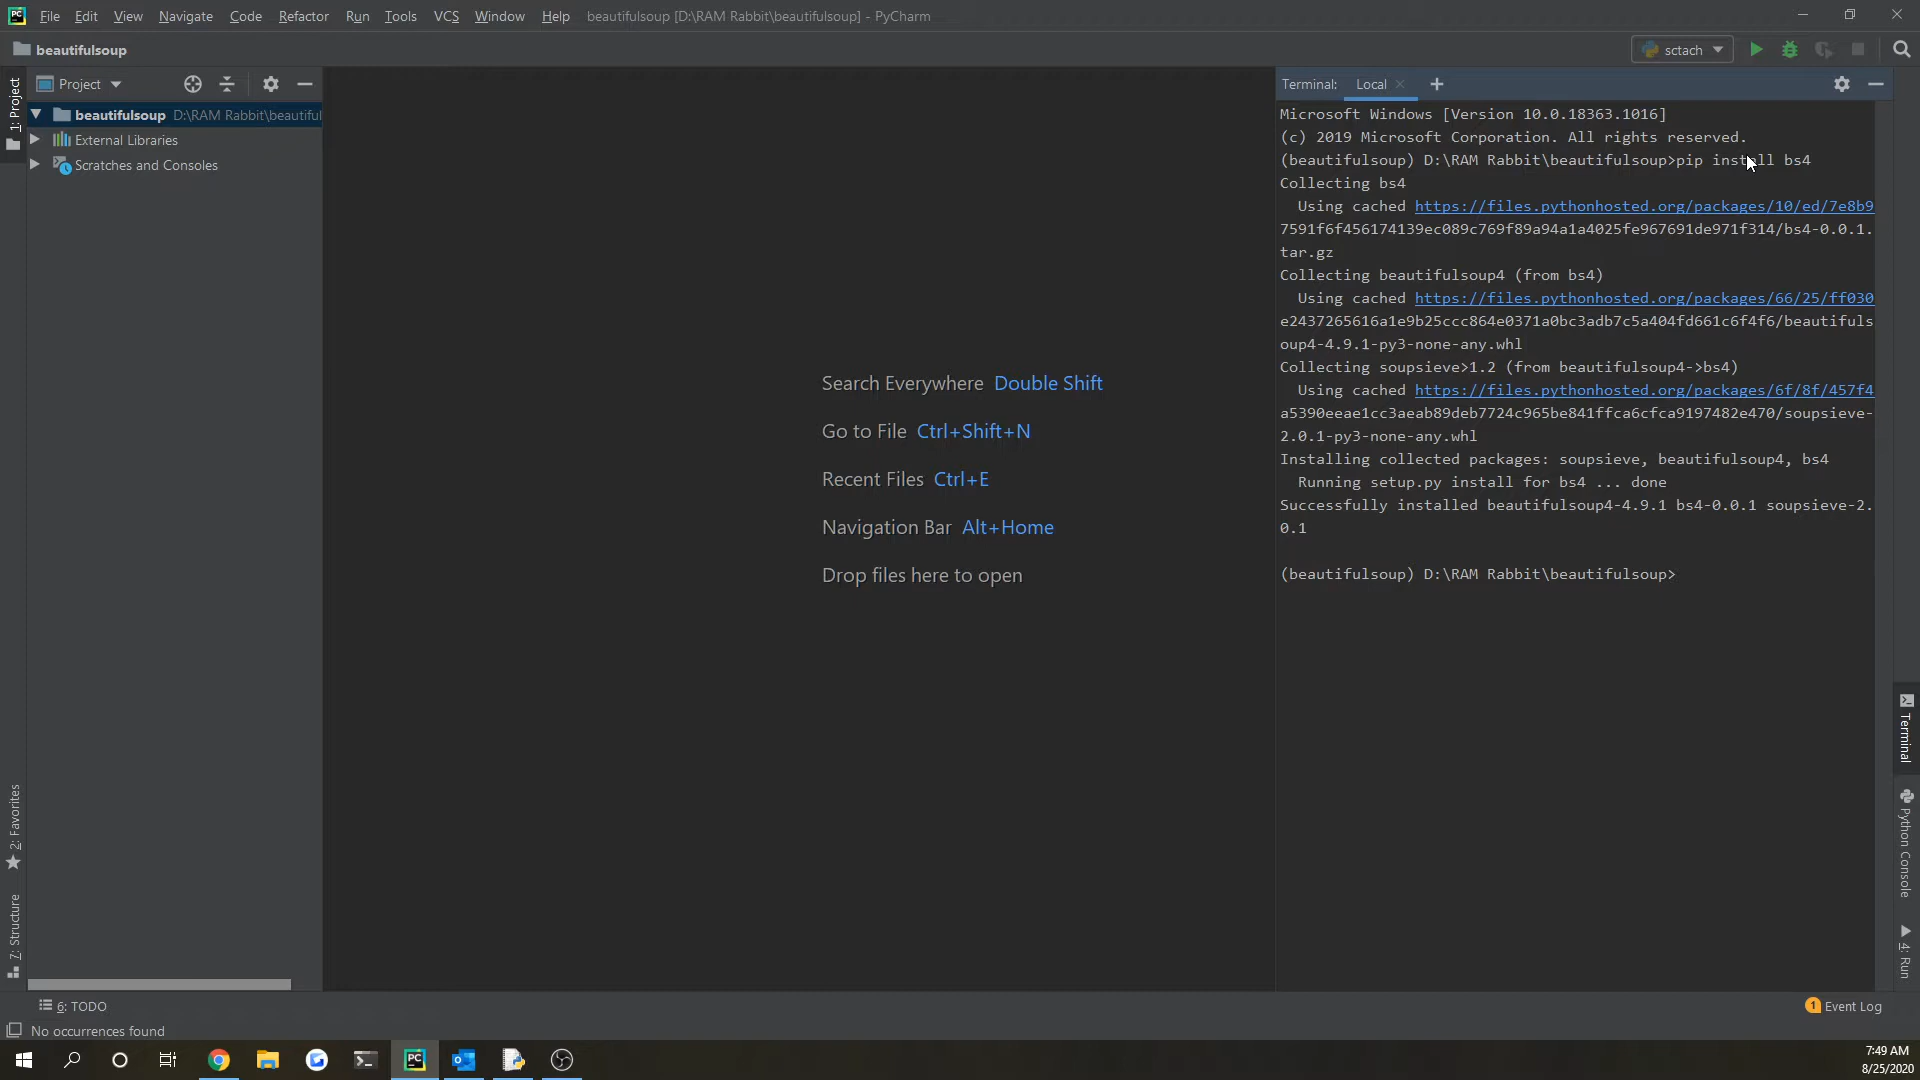 PC File Edit View Navigate Code Refactor Run Tools VCS Window Help beautifulsoup [D:\RAM Rabbit\beautifulsoup] - PyCharm
beautifulsoup
sctach
1: Project
Project
beautifulsoup D:\RAM Rabbit\beautiful
External Libraries
Scratches and Consoles
Search Everywhere Double Shift
Go to File Ctrl+Shift+N
Recent Files Ctrl+E
Navigation Bar Alt+Home
Drop files here to open
Terminal: Local
Microsoft Windows [Version 10.0.18363.1016]
(c) 2019 Microsoft Corporation. All rights reserved.
(beautifulsoup) D:\RAM Rabbit\beautifulsoup>pip install bs4
Collecting bs4
Using cached https://files.pythonhosted.org/packages/10/ed/7e8b9
7591f6f456174139ec089c769f89a94a1a4025fe967691de971f314/bs4-0.0.1.
tar.gz
Collecting beautifulsoup4 (from bs4)
Using cached https://files.pythonhosted.org/packages/66/25/ff030
e2437265616a1e9b25ccc864e0371a0bc3adb7c5a404fd661c6f4f6/beautifuls
oup4-4.9.1-py3-none-any.whl
Collecting soupsieve>1.2 (from beautifulsoup4->bs4)
Using cached https://files.pythonhosted.org/packages/6f/8f/457f4
a5390eeae1cc3aeab89deb7724c965be841ffca6cfca9197482e470/soupsieve-
2.0.1-py3-none-any.whl
Installing collected packages: soupsieve, beautifulsoup4, bs4
Running setup.py install for bs4 ... done
Successfully installed beautifulsoup4-4.9.1 bs4-0.0.1 soupsieve-2.
0.1
(beautifulsoup) D:\RAM Rabbit\beautifulsoup>
Terminal
Python Console
4: Run
2: Favorites
7: Structure
6: TODO
1 Event Log
No occurrences found
PC
7:49 AM
8/25/2020